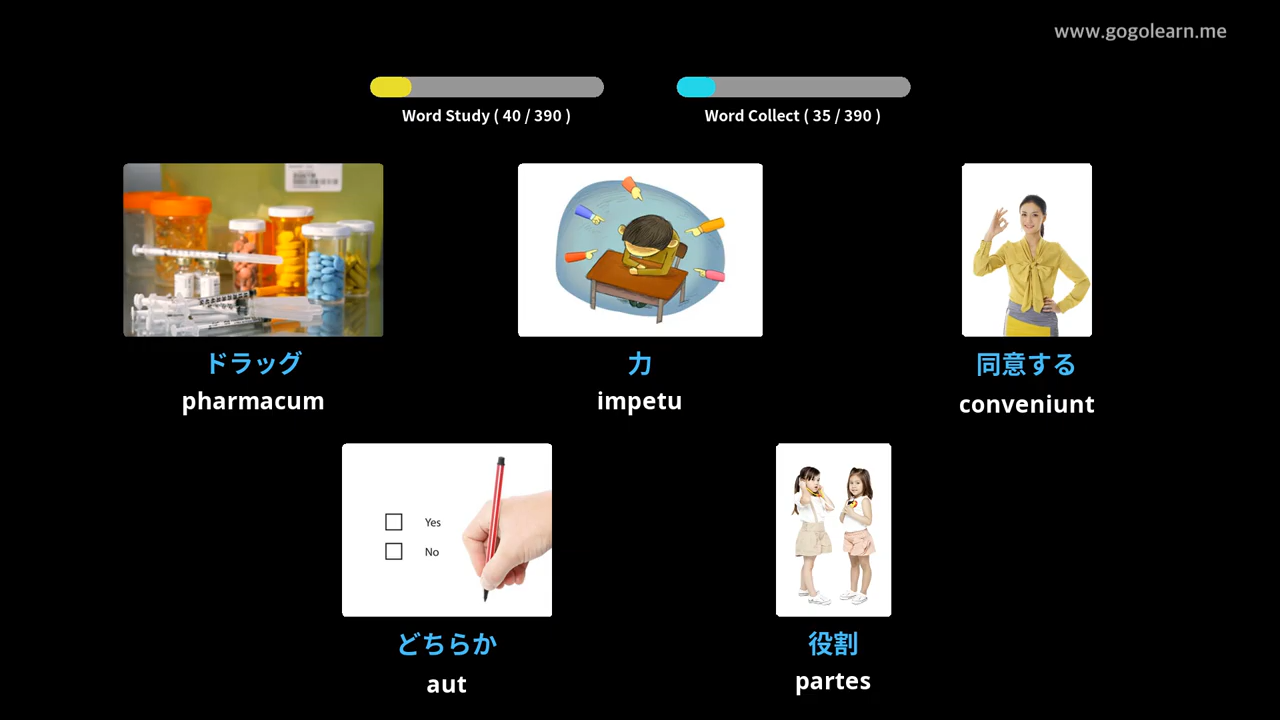 www.gogolearn.me
Word Study ( 40 / 390 )
Word Collect ( 35 / 390 )
ドラッグ
pharmacum
力
impetu
同意する
conveniunt
Yes
No
どちらか
aut
役割
partes